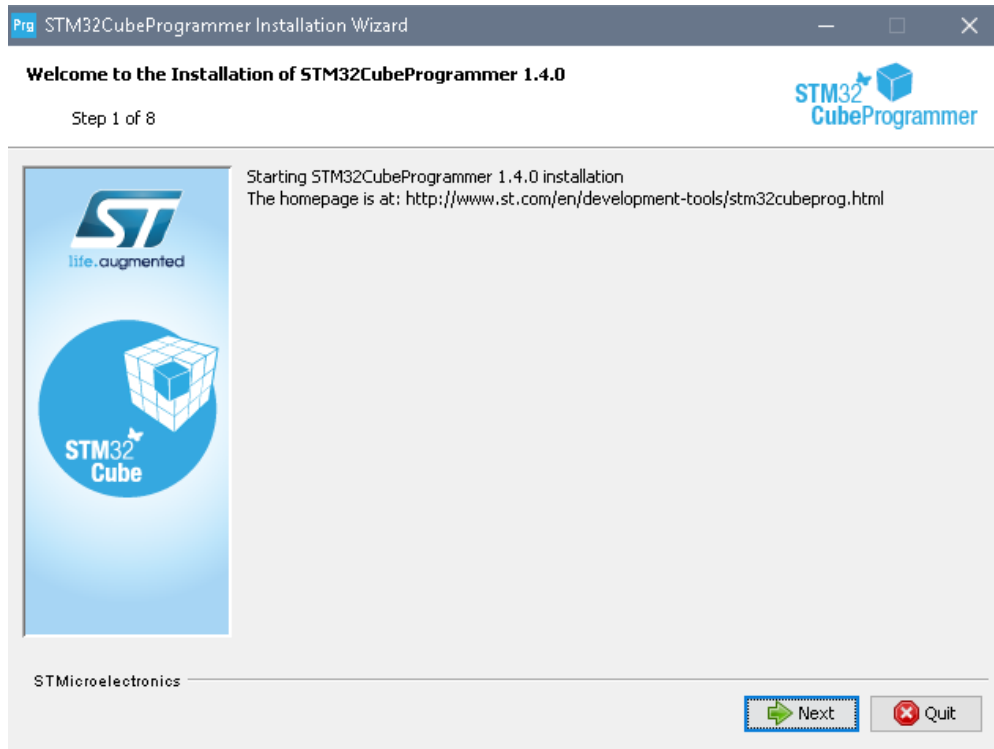 Prg STM32CubeProgrammer Installation Wizard
Welcome to the Installation of STM32CubeProgrammer 1.4.0
Step 1 of 8
STM32
CubeProgrammer
Starting STM32CubeProgrammer 1.4.0 installation
The homepage is at: http://www.st.com/en/development-tools/stm32cubeprog.html
ST
life.augmented
STM32
Cube
STMicroelectronics
Next
Quit